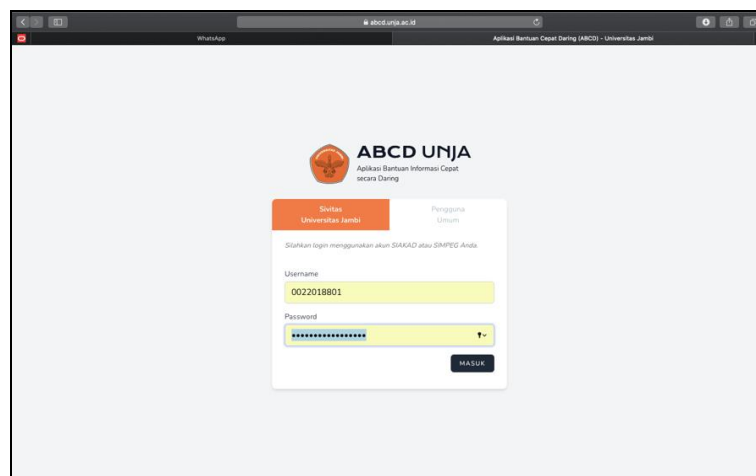 abcd.unja.ac.id
WhatsApp
Aplikasi Bantuan Cepat Daring (ABCD) - Universitas Jambi
ABCD UNJA
Aplikasi Bantuan Informasi Cepat
secara Daring
Sivitas
Universitas Jambi
Pengguna
Umum
Silahkan login menggunakan akun SIAKAD atau SIMPEG Anda.
Username
0022018801
Password
•••••••••••••••••
MASUK